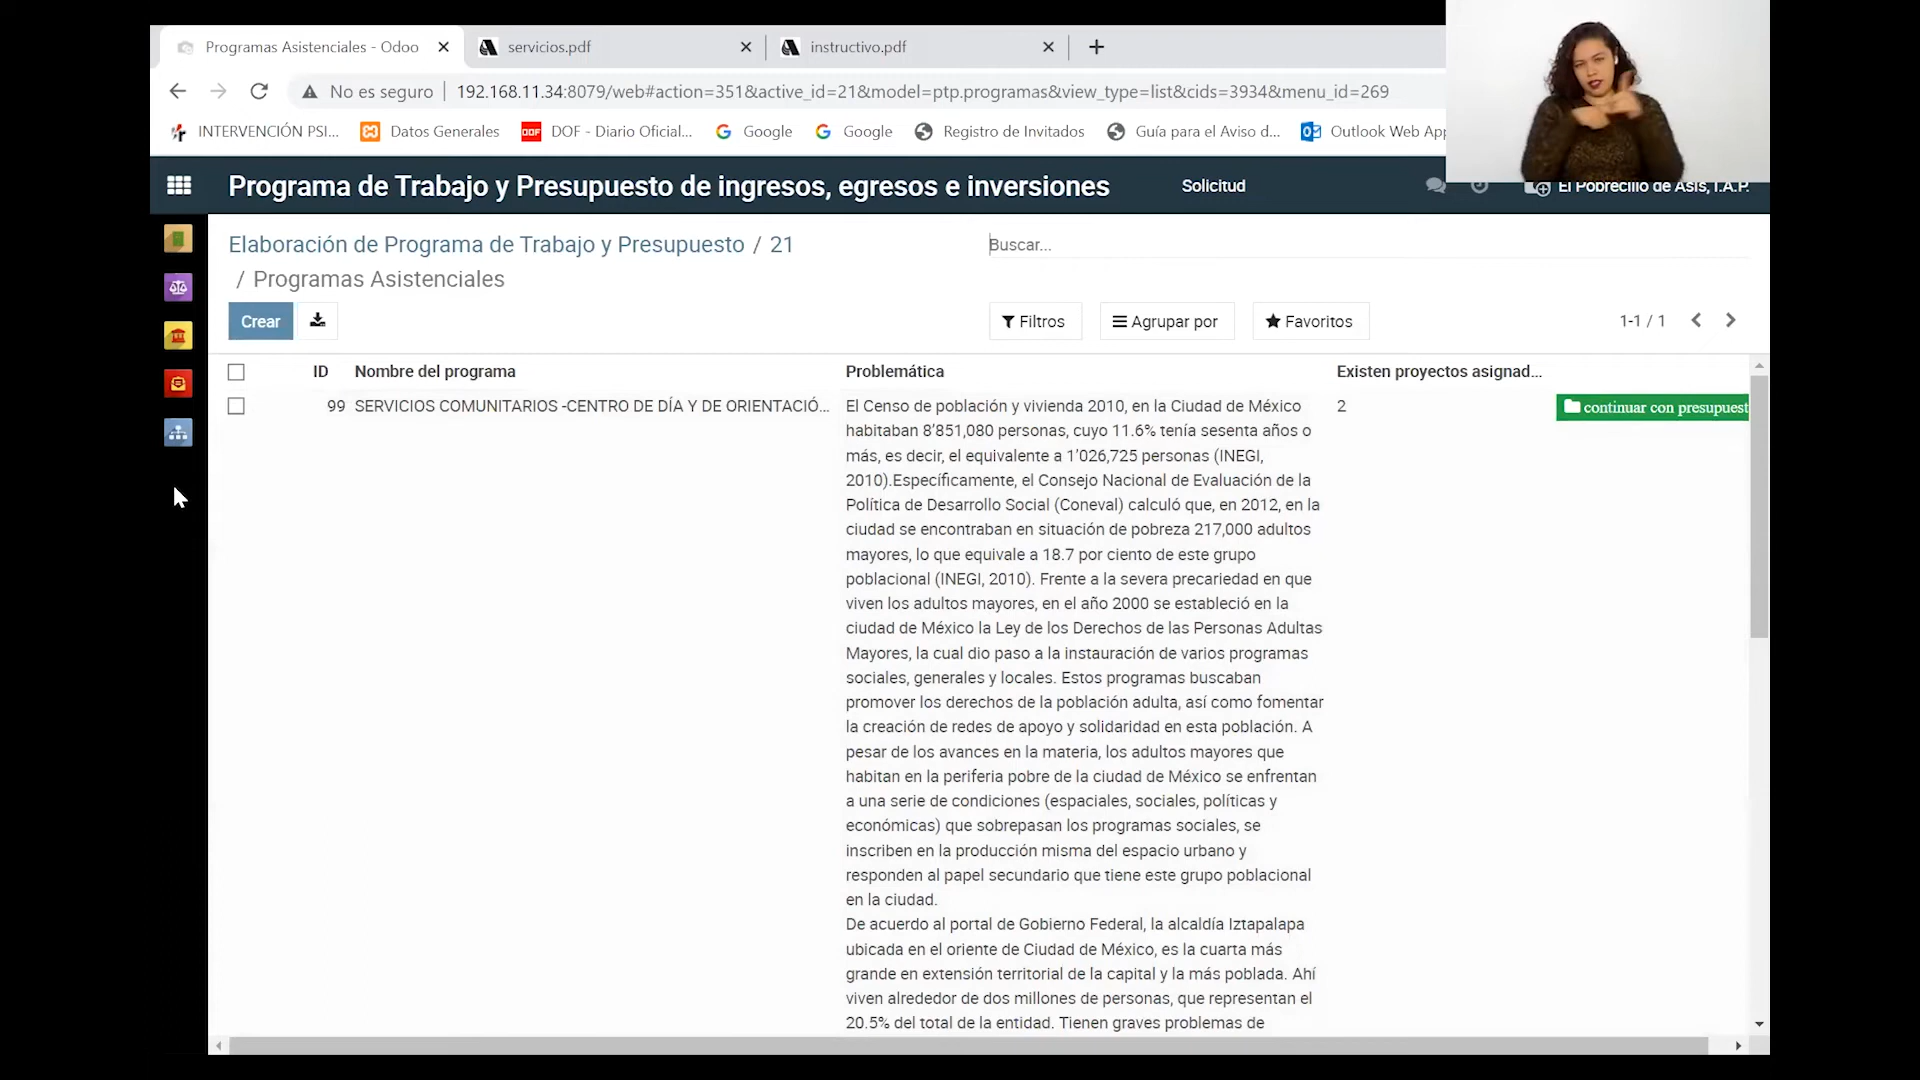 Programas Asistenciales - Odoo
servicios.pdf
instructivo.pdf
No es seguro
192.168.11.34:8079/web#action=351&active_id=21&model=ptp.programas&view_type=list&cids=3934&menu_id=269
INTERVENCIÓN PSI...
Datos Generales
DOF - Diario Oficial...
Google
Google
Registro de Invitados
Guía para el Aviso d...
Outlook Web App
Programa de Trabajo y Presupuesto de ingresos, egresos e inversiones
Solicitud
El Pobrecillo de Asis, I.A.P.
Elaboración de Programa de Trabajo y Presupuesto / 21
/ Programas Asistenciales
Buscar...
Crear
Filtros
Agrupar por
Favoritos
1-1 / 1
ID
Nombre del programa
Problemática
Existen proyectos asignad...
99
SERVICIOS COMUNITARIOS -CENTRO DE DÍA Y DE ORIENTACIÓ...
El Censo de población y vivienda 2010, en la Ciudad de México
habitaban 8’851,080 personas, cuyo 11.6% tenía sesenta años o
más, es decir, el equivalente a 1’026,725 personas (INEGI,
2010).Específicamente, el Consejo Nacional de Evaluación de la
Política de Desarrollo Social (Coneval) calculó que, en 2012, en la
ciudad se encontraban en situación de pobreza 217,000 adultos
mayores, lo que equivale a 18.7 por ciento de este grupo
poblacional (INEGI, 2010). Frente a la severa precariedad en que
viven los adultos mayores, en el año 2000 se estableció en la
ciudad de México la Ley de los Derechos de las Personas Adultas
Mayores, la cual dio paso a la instauración de varios programas
sociales, generales y locales. Estos programas buscaban
promover los derechos de la población adulta, así como fomentar
la creación de redes de apoyo y solidaridad en esta población. A
pesar de los avances en la materia, los adultos mayores que
habitan en la periferia pobre de la ciudad de México se enfrentan
a una serie de condiciones (espaciales, sociales, políticas y
económicas) que sobrepasan los programas sociales, se
inscriben en la producción misma del espacio urbano y
responden al papel secundario que tiene este grupo poblacional
en la ciudad.
De acuerdo al portal de Gobierno Federal, la alcaldía Iztapalapa
ubicada en el oriente de Ciudad de México, es la cuarta más
grande en extensión territorial de la capital y la más poblada. Ahí
viven alrededor de dos millones de personas, que representan el
20.5% del total de la entidad. Tienen graves problemas de
2
continuar con presupuest